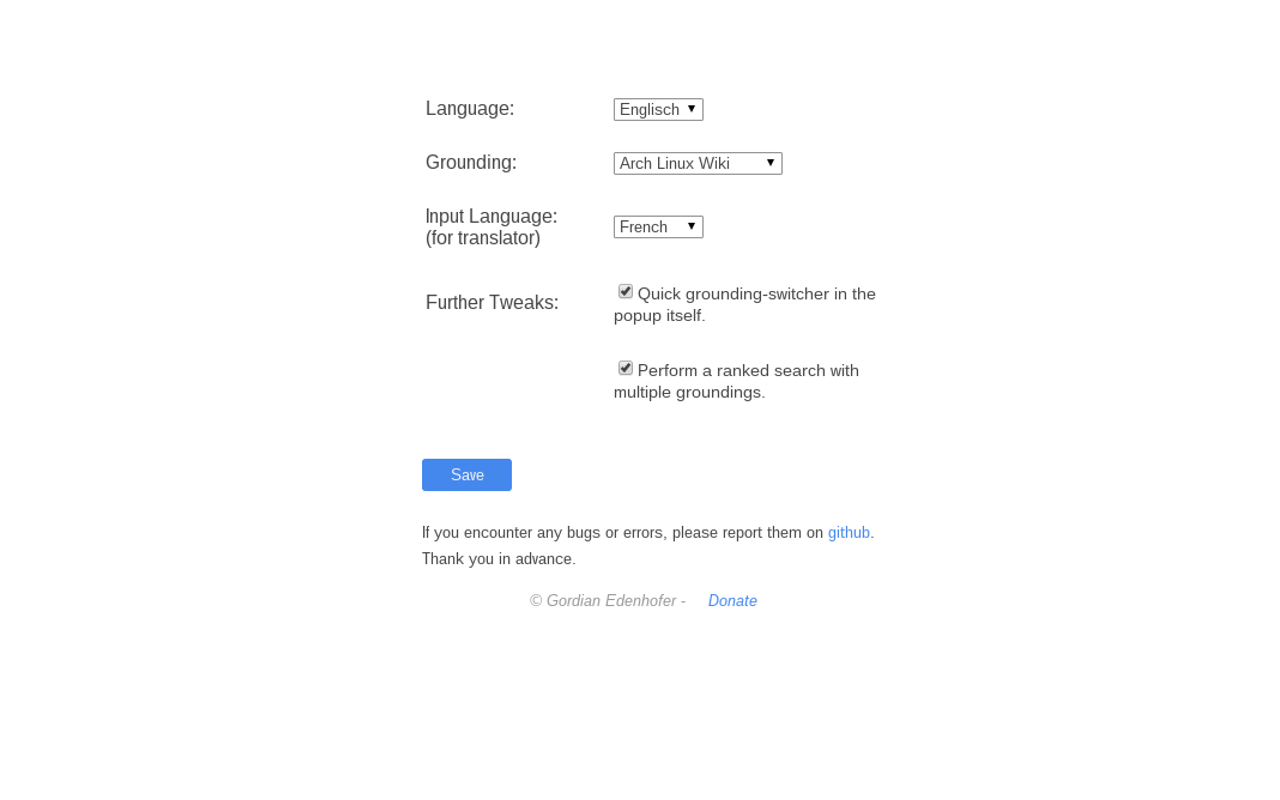 Language: Englisch
Grounding: Arch Linux Wiki
Input Language:
(for translator) French
Further Tweaks: Quick grounding-switcher in the
popup itself.
Perform a ranked search with
multiple groundings.
Save
If you encounter any bugs or errors, please report them on github.
Thank you in advance.
© Gordian Edenhofer - Donate